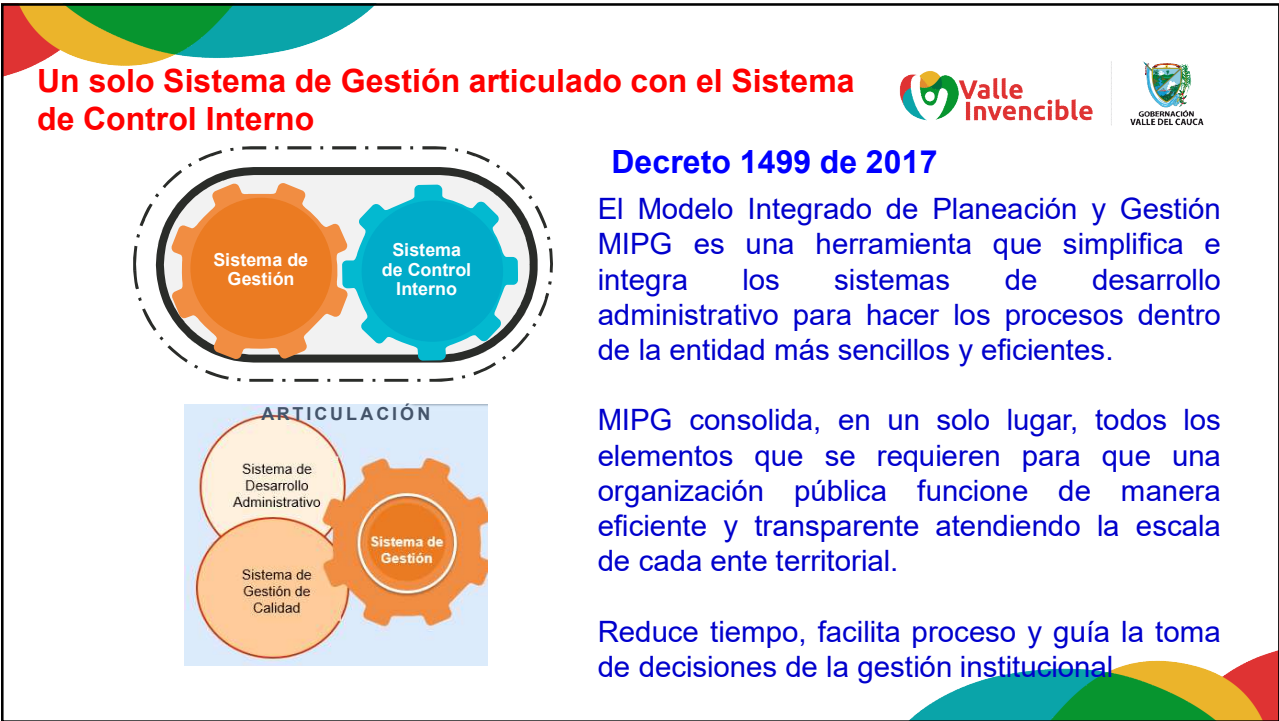 Un solo Sistema de Gestión articulado con el Sistema
de Control Interno
Valle
Invencible
GOBERNACIÓN
VALLE DEL CAUCA
Sistema de
Gestión
Sistema
de Control
Interno
ARTICULACIÓN
Sistema de
Desarrollo
Administrativo
Sistema de
Gestión de
Calidad
Sistema de
Gestión
Decreto 1499 de 2017
El Modelo Integrado de Planeación y Gestión
MIPG es una herramienta que simplifica e
integra los sistemas de desarrollo
administrativo para hacer los procesos dentro
de la entidad más sencillos y eficientes.
MIPG consolida, en un solo lugar, todos los
elementos que se requieren para que una
organización pública funcione de manera
eficiente y transparente atendiendo la escala
de cada ente territorial.
Reduce tiempo, facilita proceso y guía la toma
de decisiones de la gestión institucional